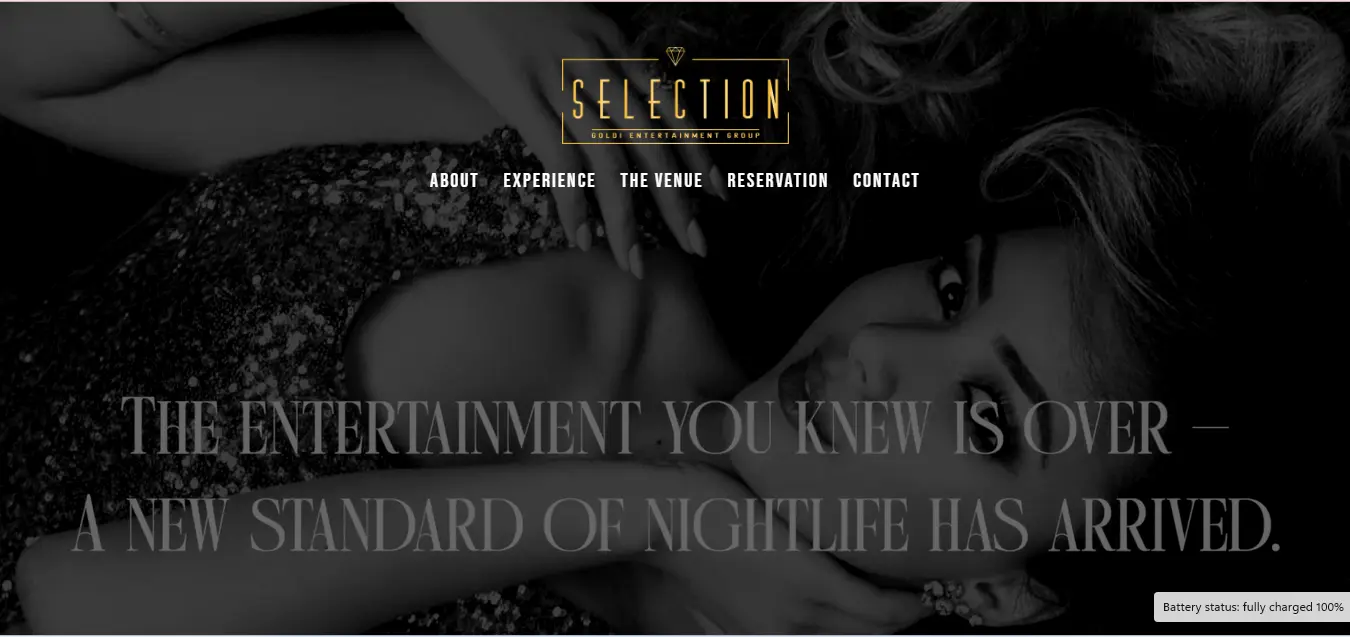 SELECTION
GOLDI ENTERTAINMENT GROUP
ABOUT EXPERIENCE THE VENUE RESERVATION CONTACT
THE ENTERTAINMENT YOU KNEW IS OVER —
A NEW STANDARD OF NIGHTLIFE HAS ARRIVED.
Battery status: fully charged 100%